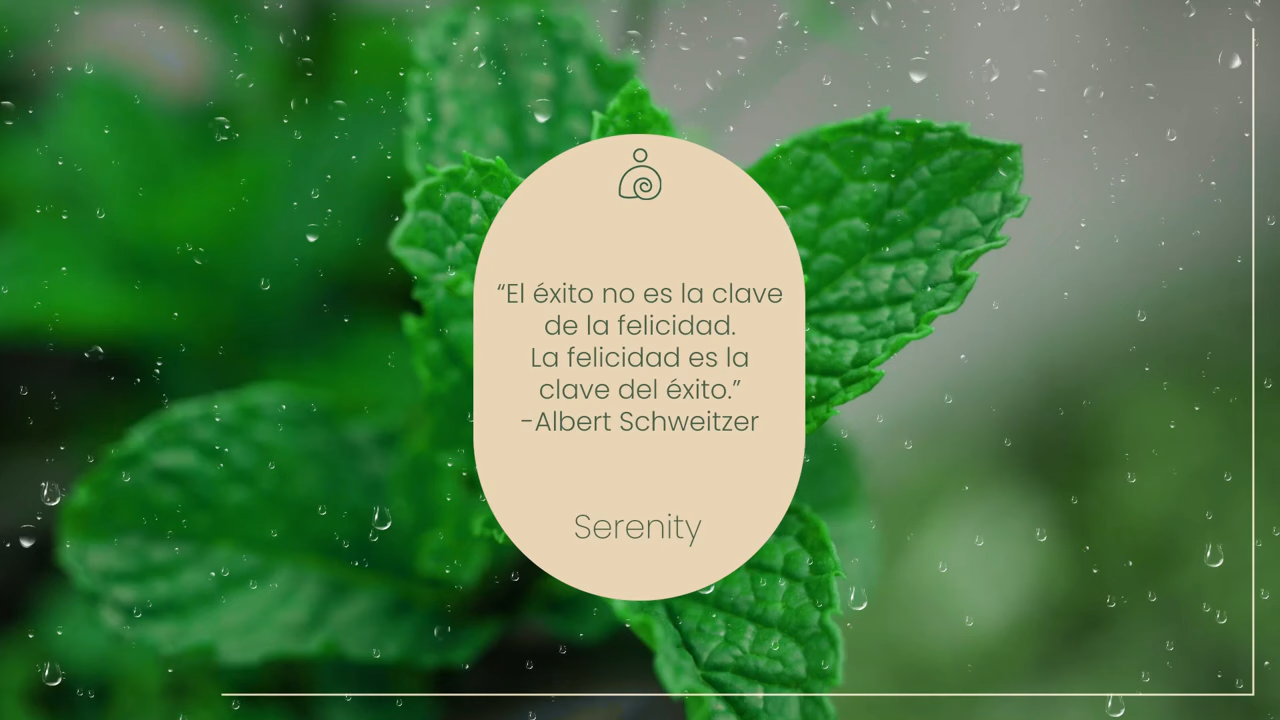 “El éxito no es la clave
de la felicidad.
La felicidad es la
clave del éxito.”
-Albert Schweitzer
Serenity